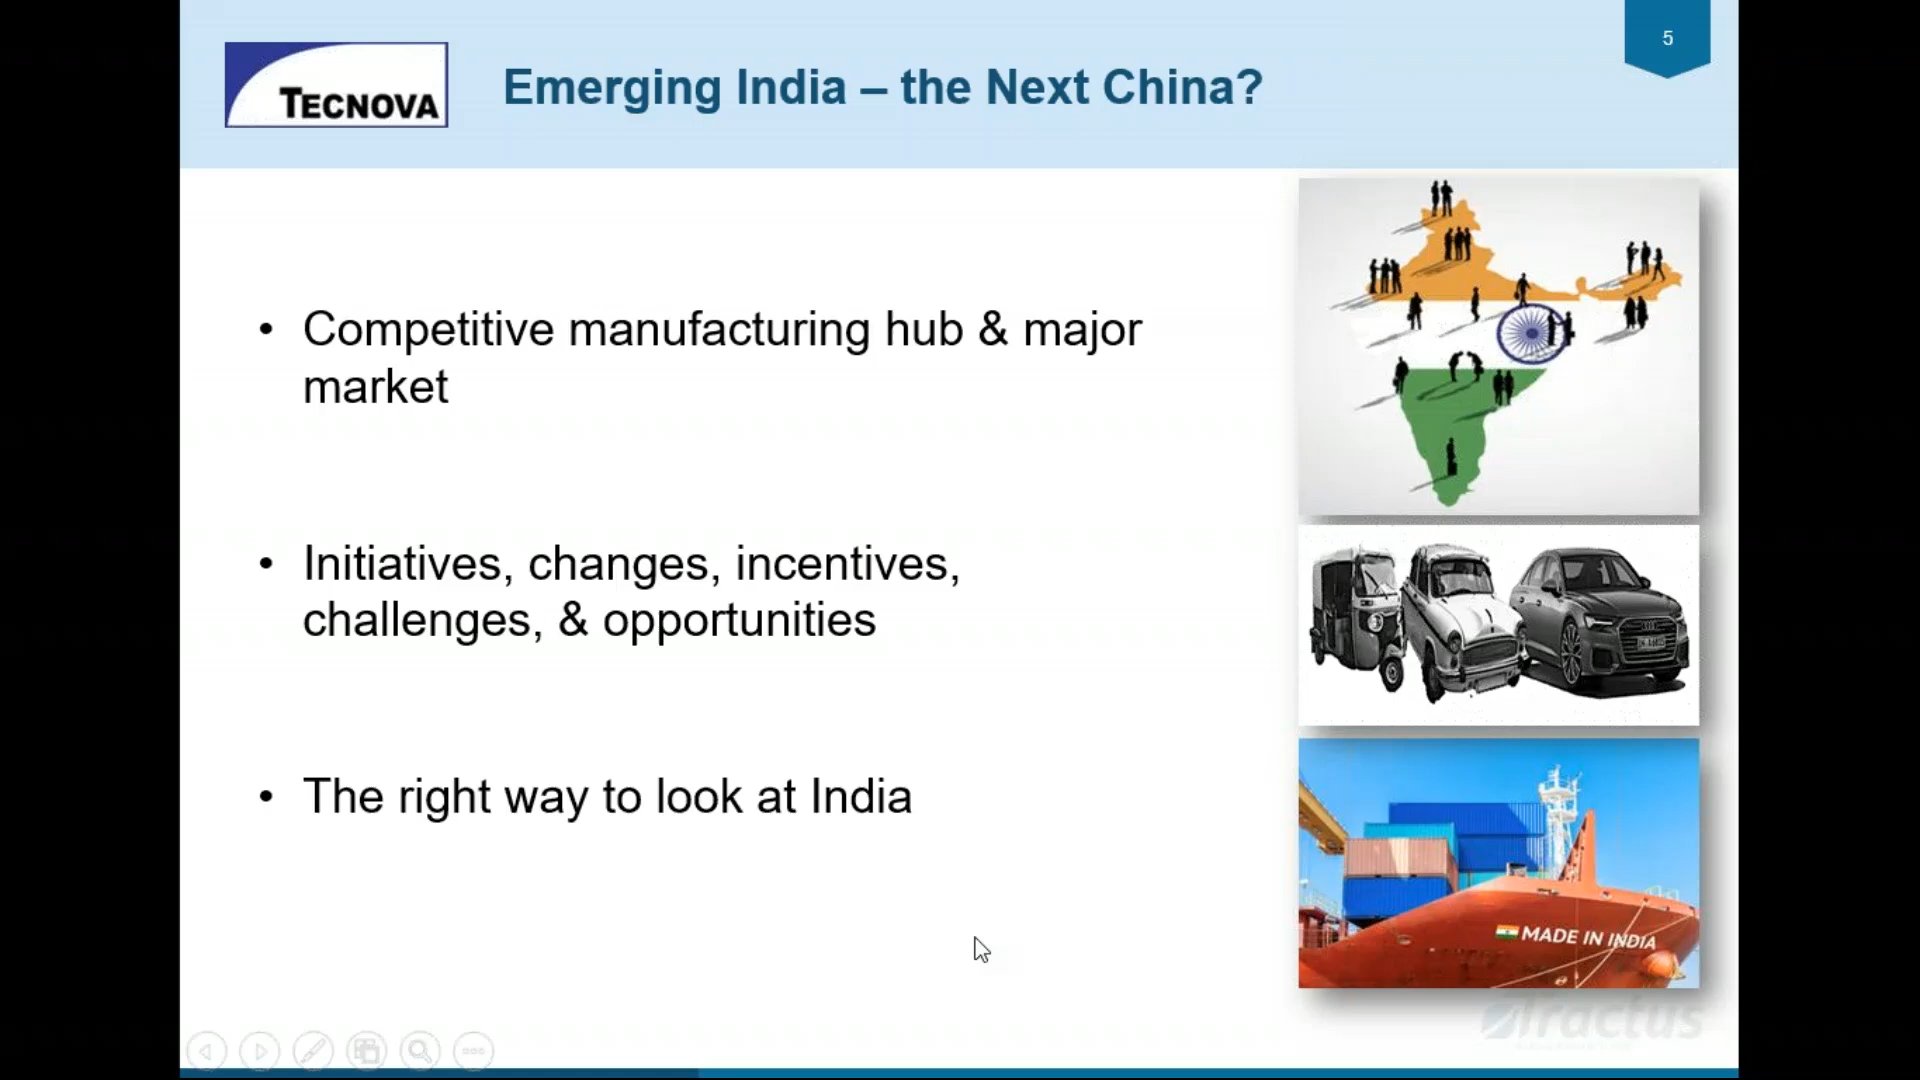 5
TECNOVA
Emerging India – the Next China?
• Competitive manufacturing hub & major
market
• Initiatives, changes, incentives,
challenges, & opportunities
• The right way to look at India
MADE IN INDIA
Tractus